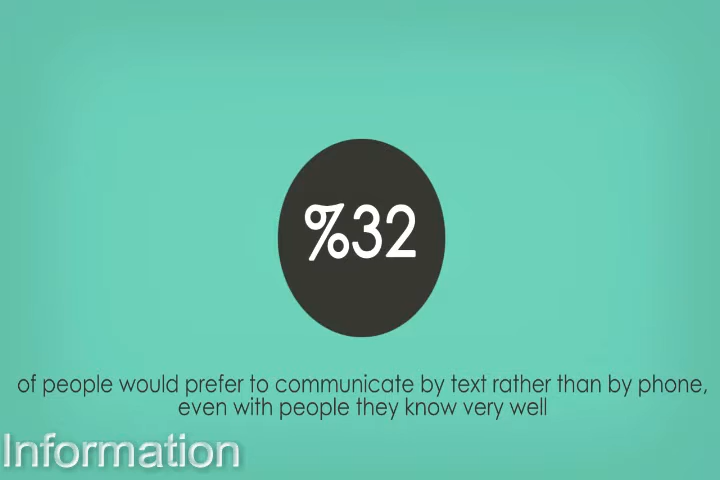 %32
of people would prefer to communicate by text rather than by phone,
even with people they know very well
Information